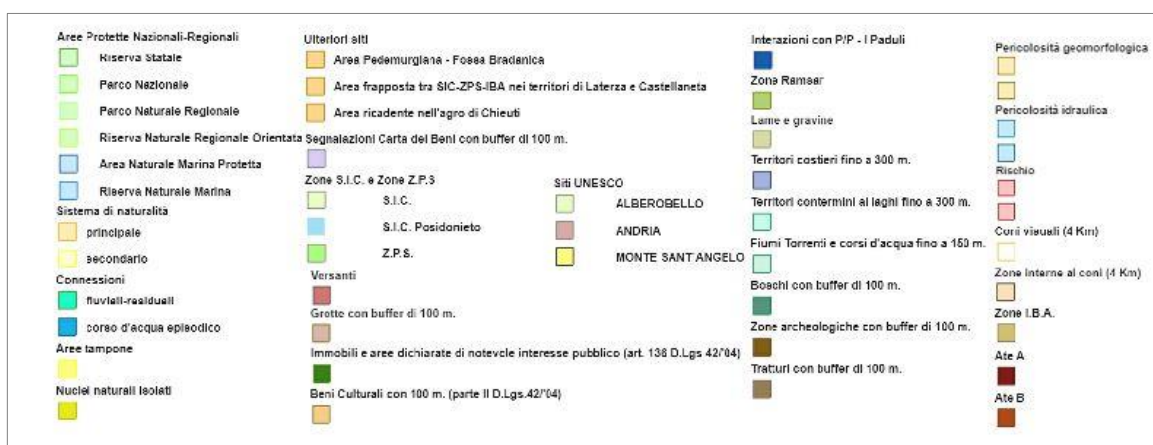 Aree Protette Nazionali-Regionali
Riserva Statale
Parco Nazionale
Parco Naturale Regionale
Riserva Naturale Regionale Orientata
Area Naturale Marina Protetta
Riserva Naturale Marina
Sistema di naturalità
principale
secondario
Connessioni
fluviali-residuali
corso d'acqua episodico
Aree tampone
Nuclei naturali isolati
Ulteriori siti
Area Pedemurgiana - Fossa Bradanica
Area frapposta tra SIC-ZPS-IBA nei territori di Laterza e Castellaneta
Area ricadente nell'agro di Chieuti
Segnalazioni Carta dei Beni con buffer di 100 m.
Zone S.I.C. e Zone Z.P.S
S.I.C.
S.I.C. Posidonieto
Z.P.S.
Siti UNESCO
ALBEROBELLO
ANDRIA
MONTE SANT'ANGELO
Versanti
Grotte con buffer di 100 m.
Immobili e aree dichiarate di notevole interesse pubblico (art. 136 D.Lgs 42/'04)
Beni Culturali con 100 m. (parte II D.Lgs.42/'04)
Interazioni con P/P - I Paduli
Zone Ramsar
Lame e gravine
Territori costieri fino a 300 m.
Territori contermini ai laghi fino a 300 m.
Fiumi Torrenti e corsi d'acqua fino a 150 m.
Boschi con buffer di 100 m.
Zone archeologiche con buffer di 100 m.
Tratturi con buffer di 100 m.
Pericolosità geomorfologica
Pericolosità idraulica
Rischio
Coni visuali (4 Km)
Zone interne ai coni (4 Km)
Zone I.B.A.
Ate A
Ate B